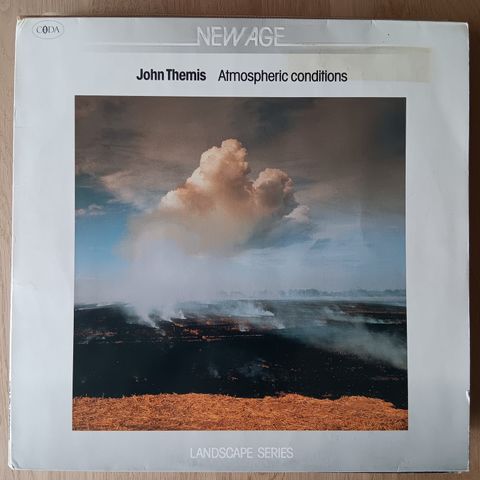 CODA
NEW AGE
John Themis Atmospheric conditions
LANDSCAPE SERIES